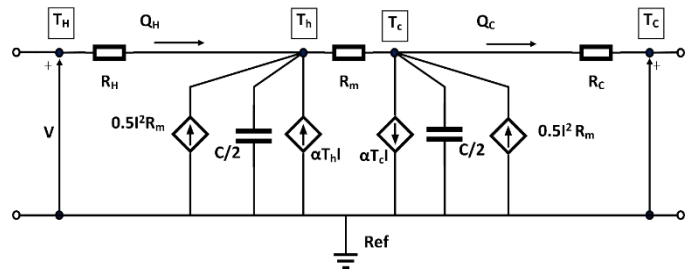 T_H Q_H T_h T_c Q_C T_C
+ R_H R_m R_C +
V 0.5I²R_m C/2 αT_hI αT_cI C/2 0.5I² R_m
Ref